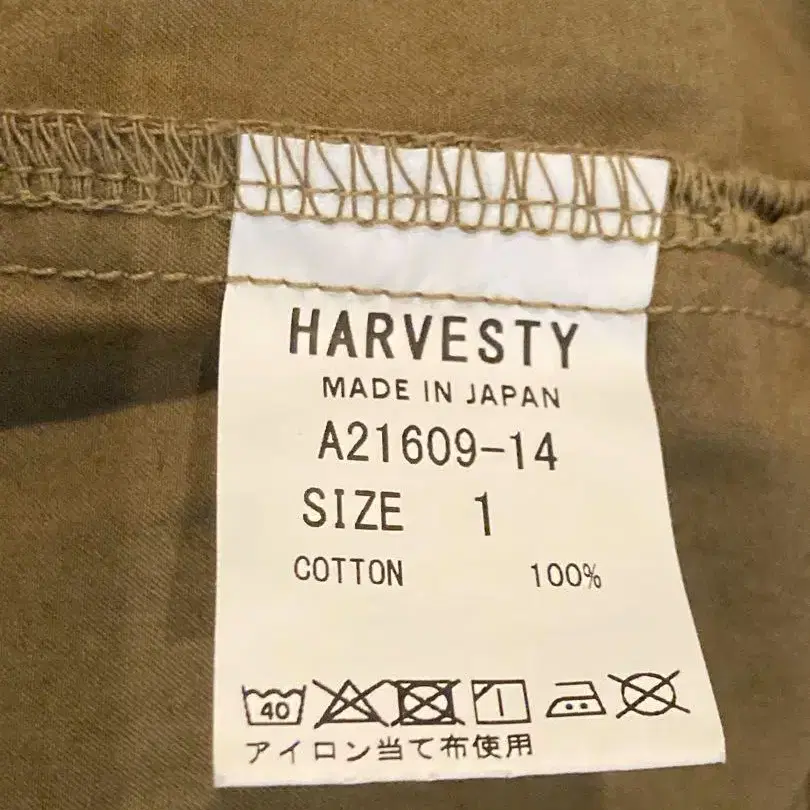 HARVESTY
MADE IN JAPAN
A21609-14
SIZE 1
COTTON 100%
40
アイロン当て布使用